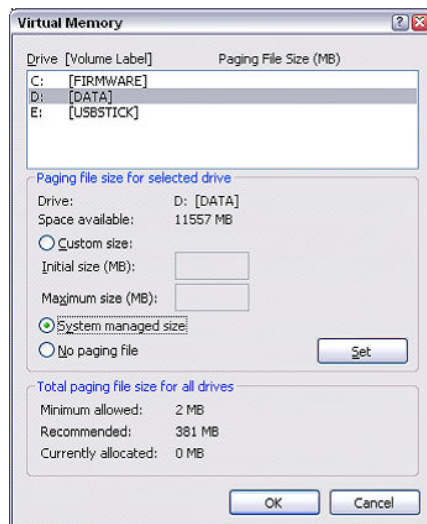 Virtual Memory
Drive [Volume Label] Paging File Size (MB)
C: [FIRMWARE]
D: [DATA]
E: [USBSTICK]
Paging file size for selected drive
Drive: D: [DATA]
Space available: 11557 MB
Custom size:
Initial size (MB):
Maximum size (MB):
System managed size
No paging file
Set
Total paging file size for all drives
Minimum allowed: 2 MB
Recommended: 381 MB
Currently allocated: 0 MB
OK Cancel